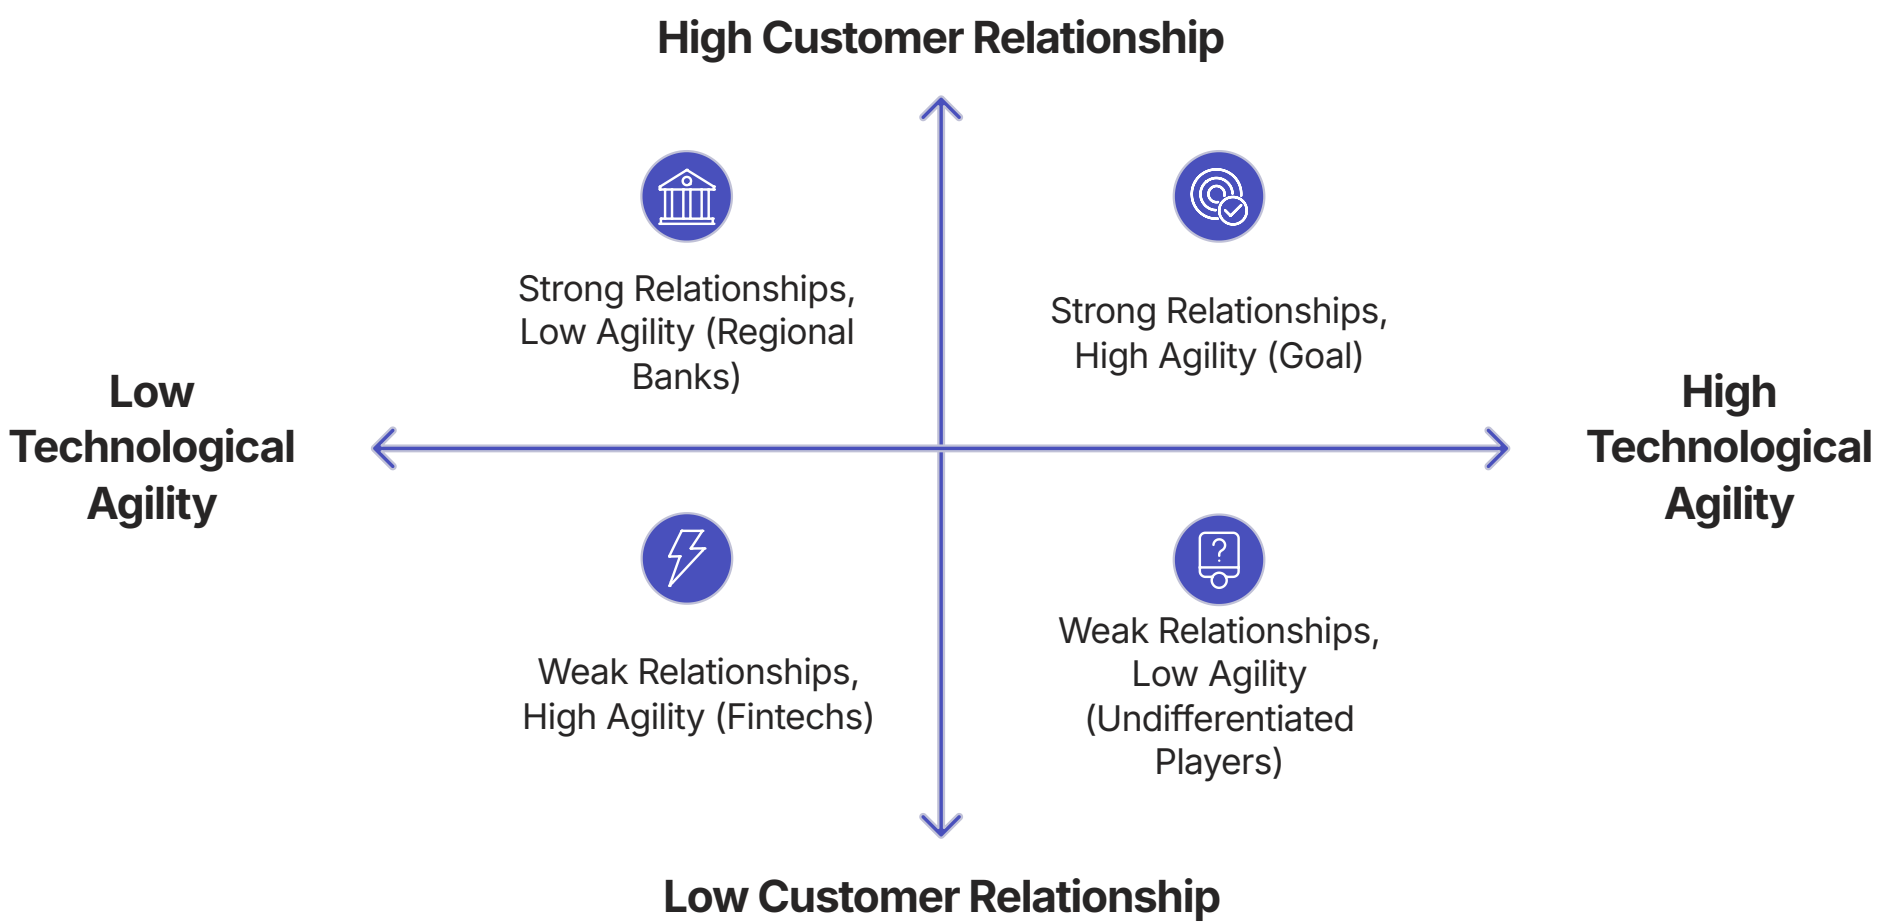 High Customer Relationship
Strong Relationships,
Low Agility (Regional
Banks)
Strong Relationships,
High Agility (Goal)
Low
Technological
Agility
High
Technological
Agility
?
Weak Relationships,
High Agility (Fintechs)
Weak Relationships,
Low Agility
(Undifferentiated
Players)
Low Customer Relationship